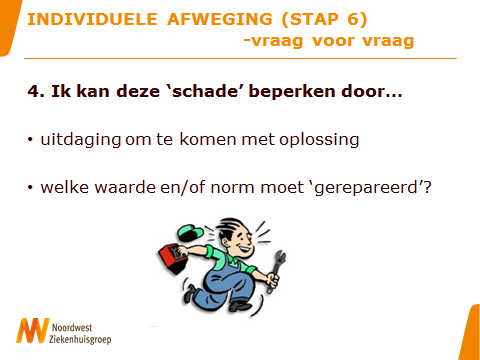 INDIVIDUELE AFWEGING (STAP 6)
-vraag voor vraag
4. Ik kan deze ‘schade’ beperken door…
• uitdaging om te komen met oplossing
• welke waarde en/of norm moet ‘gerepareerd’?
Noordwest
Ziekenhuisgroep